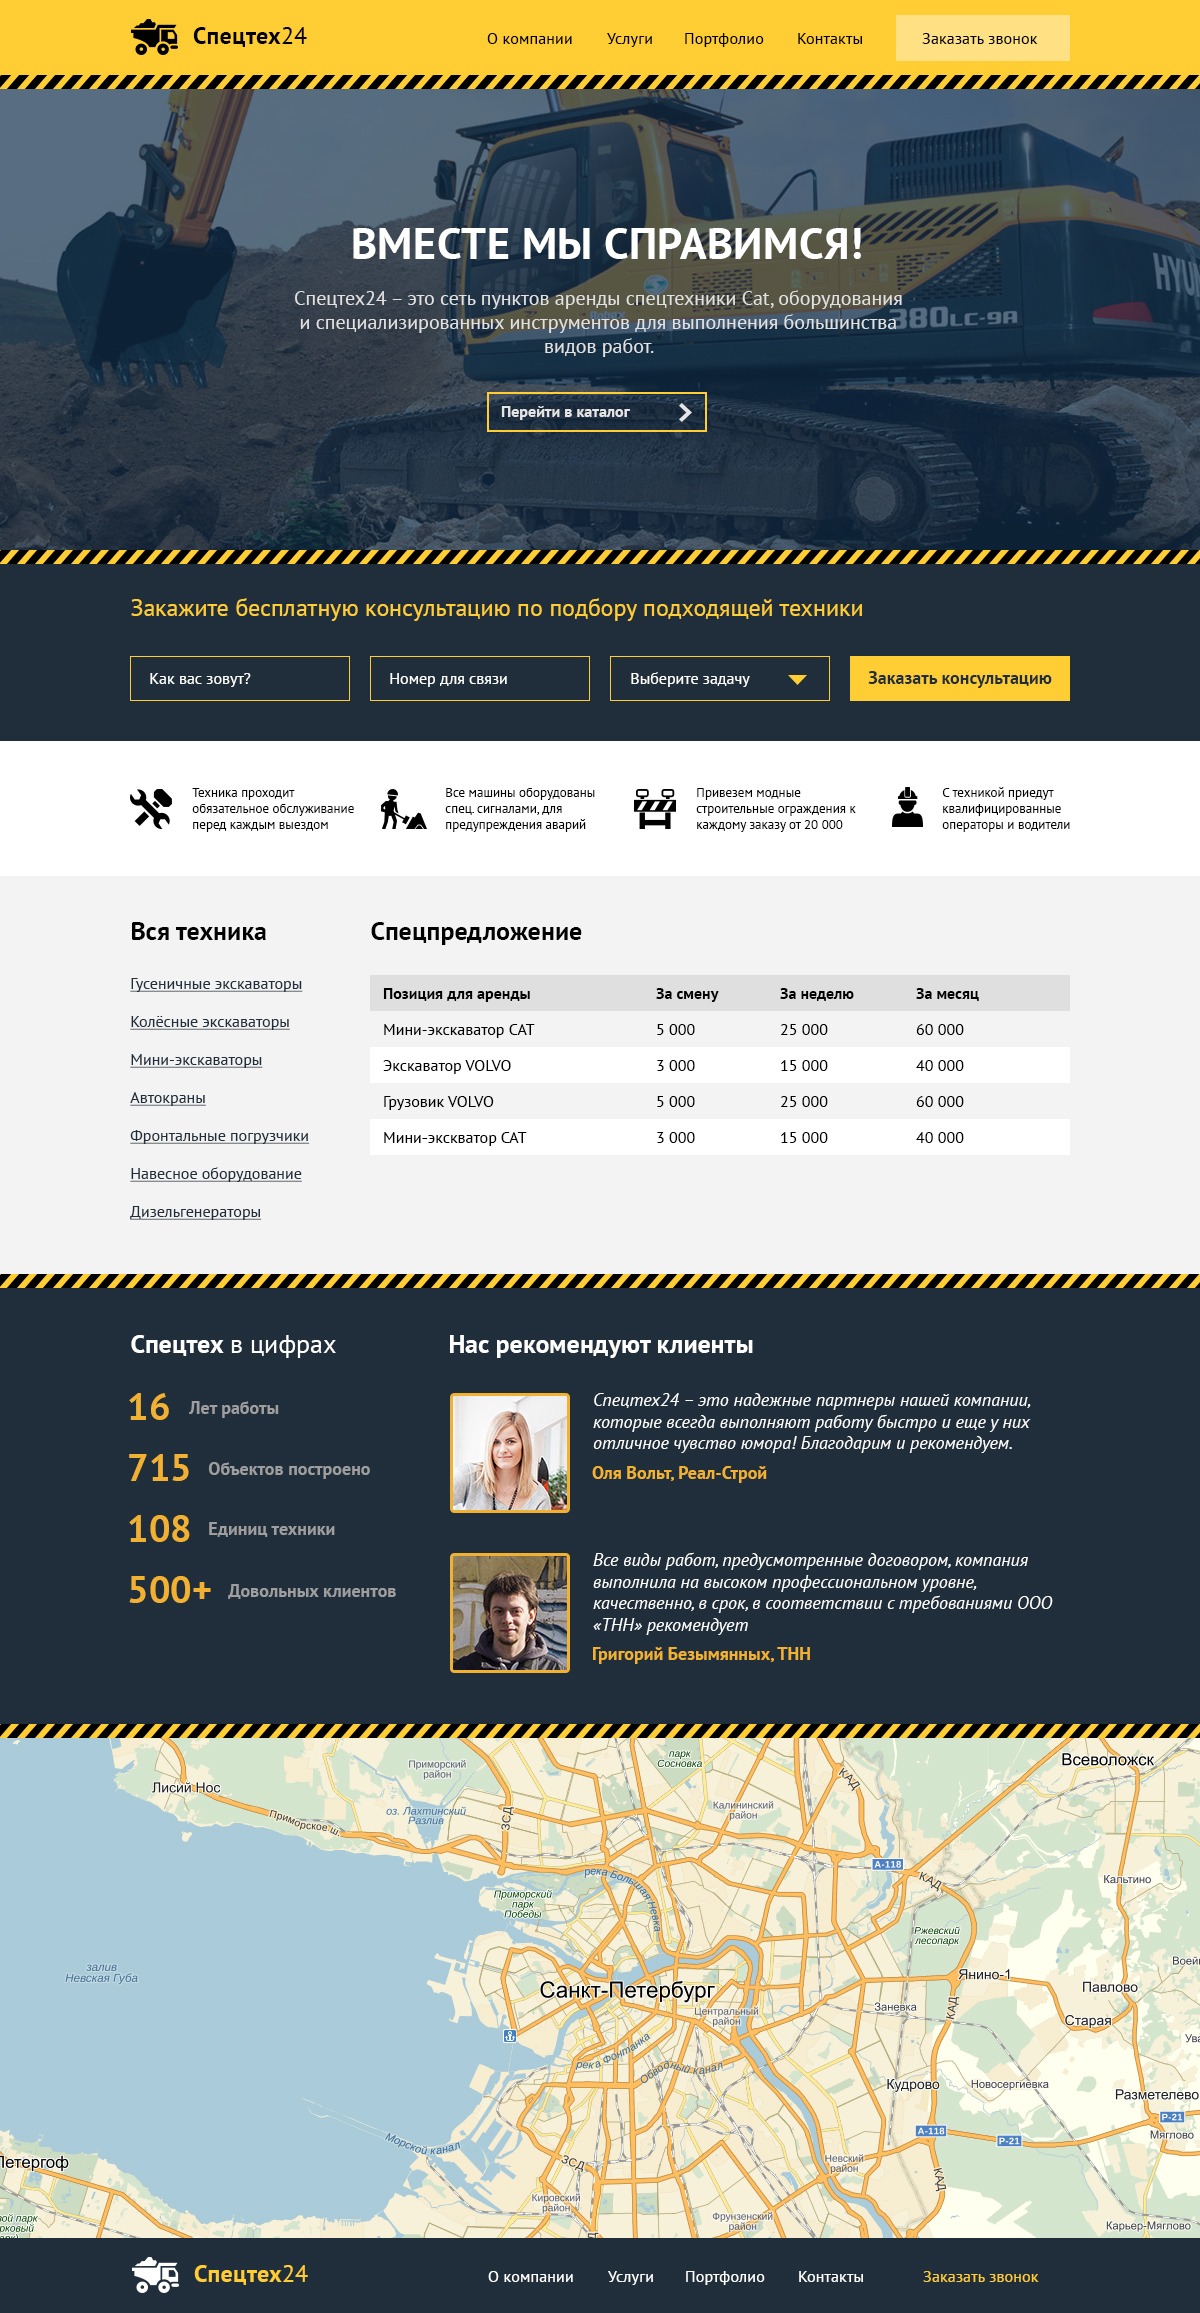 Спецтех24
О компании
Услуги
Портфолио
Контакты
Заказать звонок
ВМЕСТЕ МЫ СПРАВИМСЯ!
Спецтех24 – это сеть пунктов аренды спецтехники Cat, оборудования
и специализированных инструментов для выполнения большинства
видов работ.
380LC-9A
Перейти в каталог
Закажите бесплатную консультацию по подбору подходящей техники
Как вас зовут?
Номер для связи
Выберите задачу
Заказать консультацию
Техника проходит
обязательное обслуживание
перед каждым выездом
Все машины оборудованы
спец. сигналами, для
предупреждения аварий
Привезем модные
строительные ограждения к
каждому заказу от 20 000
С техникой приедут
квалифицированные
операторы и водители
Вся техника
Гусеничные экскаваторы
Колёсные экскаваторы
Мини-экскаваторы
Автокраны
Фронтальные погрузчики
Навесное оборудование
Дизельгенераторы
Спецпредложение
Позиция для аренды За смену За неделю За месяц
Мини-экскаватор CAT 5 000 25 000 60 000
Экскаватор VOLVO 3 000 15 000 40 000
Грузовик VOLVO 5 000 25 000 60 000
Мини-экскватор CAT 3 000 15 000 40 000
Спецтех в цифрах
16 Лет работы
715 Объектов построено
108 Единиц техники
500+ Довольных клиентов
Нас рекомендуют клиенты
Спецтех24 – это надежные партнеры нашей компании,
которые всегда выполняют работу быстро и еще у них
отличное чувство юмора! Благодарим и рекомендуем.
Оля Вольт, Реал-Строй
Все виды работ, предусмотренные договором, компания
выполнила на высоком профессиональном уровне,
качественно, в срок, в соответствии с требованиями ООО
«ТНН» рекомендует
Григорий Безымянных, ТНН
парк
Сосновка
Всеволожск
Приморский
район
КАД
Лисий Нос
оз. Лахтинский
Разлив
Калининский
район
ЗСД
Приморское ш.
А-118
река Большая Невка
КАД
Кальтино
Приморский
парк
Победы
Ржевский
лесопарк
залив
Невская Губа
Янино-1
Санкт-Петербург
Павлово
Центральный
район
Заневка
КАД
Старая
река Фонтанка
Обводный канал
Кудрово
Новосергиевка
Разметелево
Р-21
А-118
Р-21
Мяглово
Морской канал
ЗСД
Невский
район
Петергоф
КАД
Кировский
район
Фрунзенский
район
Карьер-Мяглово
Спецтех24
О компании
Услуги
Портфолио
Контакты
Заказать звонок